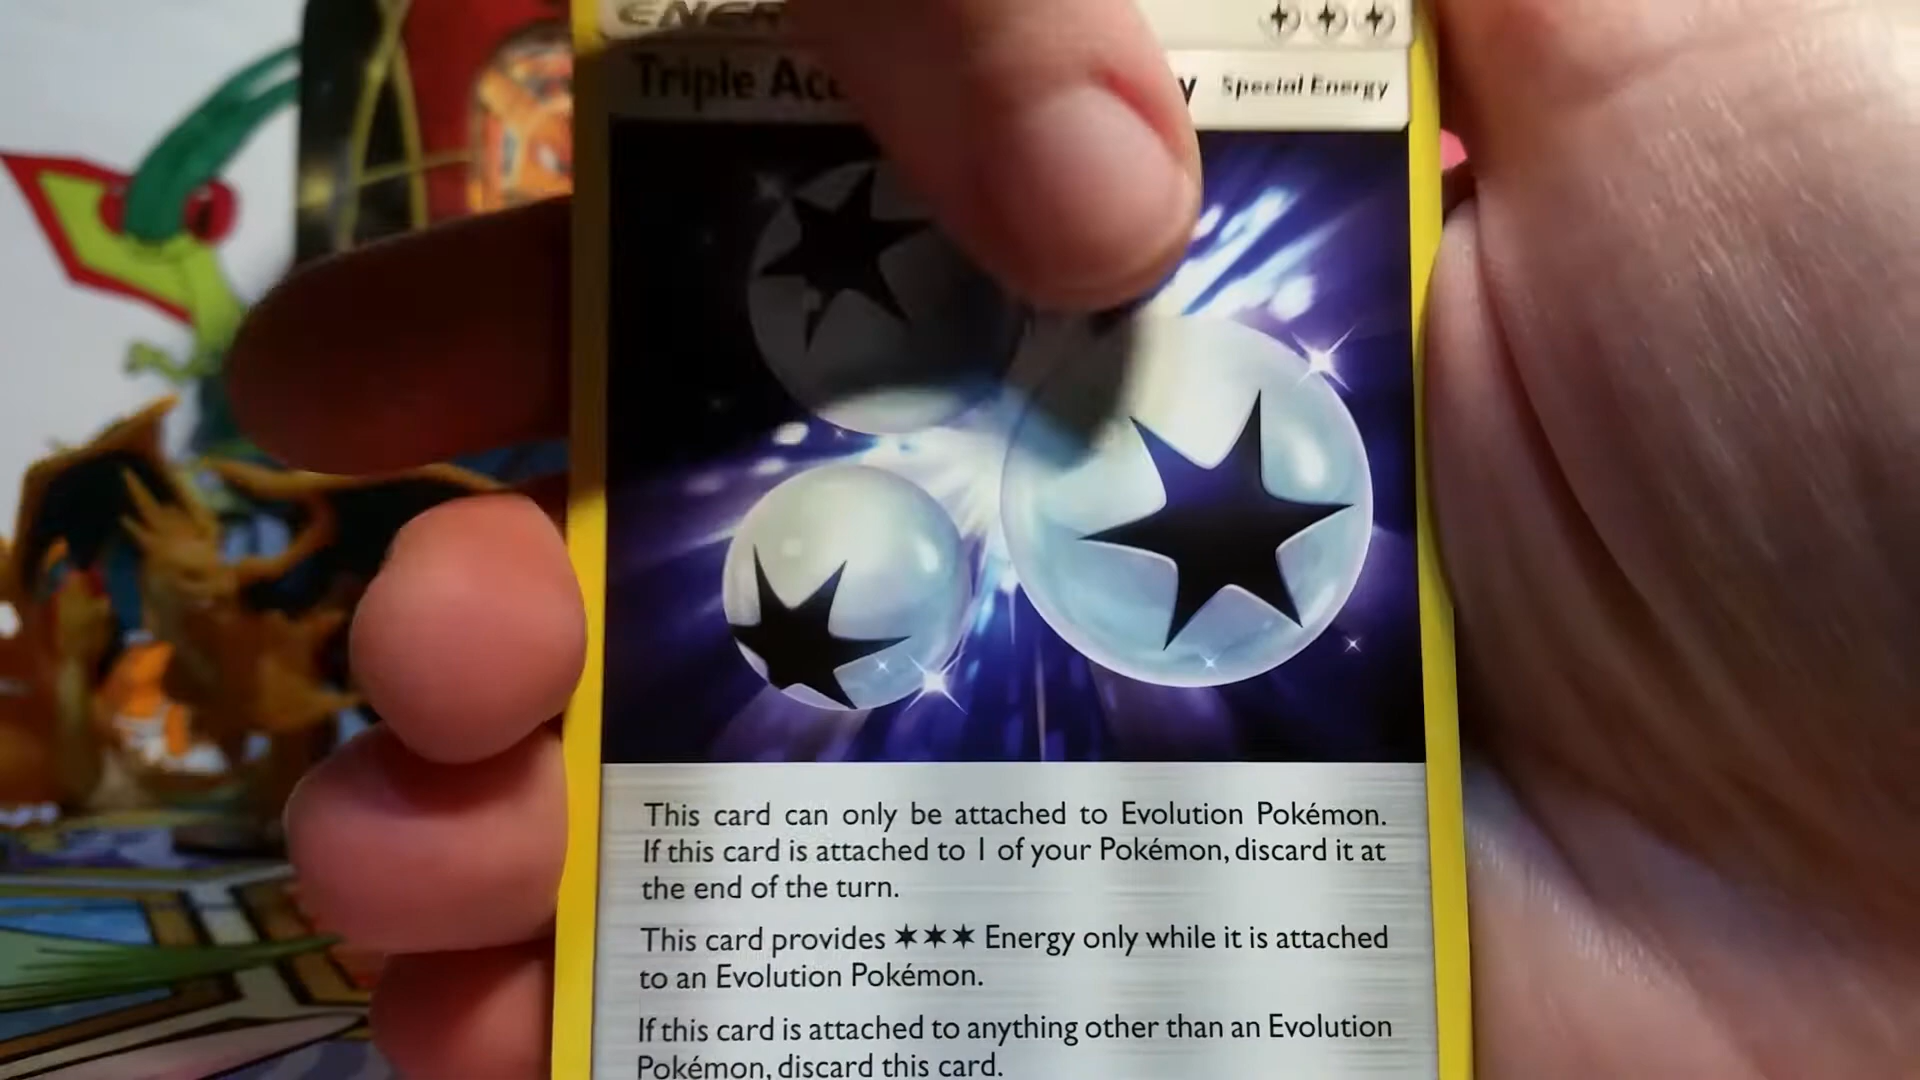 Triple Special Energy
This card can only be attached to Evolution Pokémon.
If this card is attached to 1 of your Pokémon, discard it at
the end of the turn.
This card provides ✶✶✶ Energy only while it is attached
to an Evolution Pokémon.
If this card is attached to anything other than an Evolution
Pokémon, discard this card.